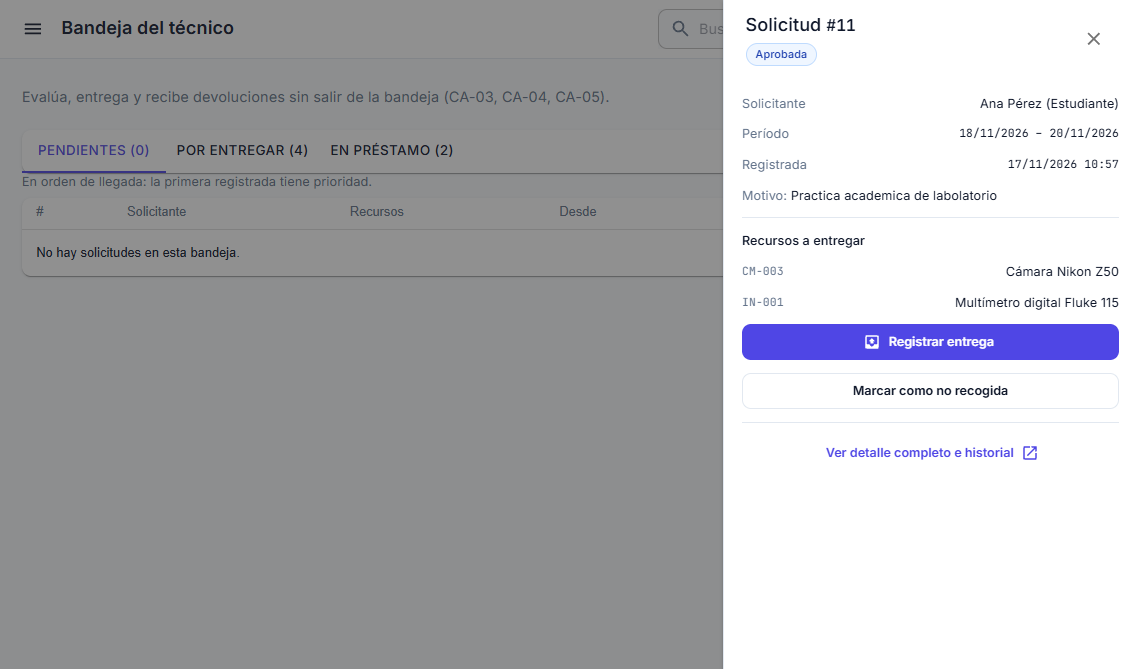 Bandeja del técnico
Bus
Evalúa, entrega y recibe devoluciones sin salir de la bandeja (CA-03, CA-04, CA-05).
PENDIENTES (0) POR ENTREGAR (4) EN PRÉSTAMO (2)
En orden de llegada: la primera registrada tiene prioridad.
# Solicitante Recursos Desde
No hay solicitudes en esta bandeja.
Solicitud #11
Aprobada
Solicitante Ana Pérez (Estudiante)
Período 18/11/2026 – 20/11/2026
Registrada 17/11/2026 10:57
Motivo: Practica academica de labolatorio
Recursos a entregar
CM-003 Cámara Nikon Z50
IN-001 Multímetro digital Fluke 115
Registrar entrega
Marcar como no recogida
Ver detalle completo e historial